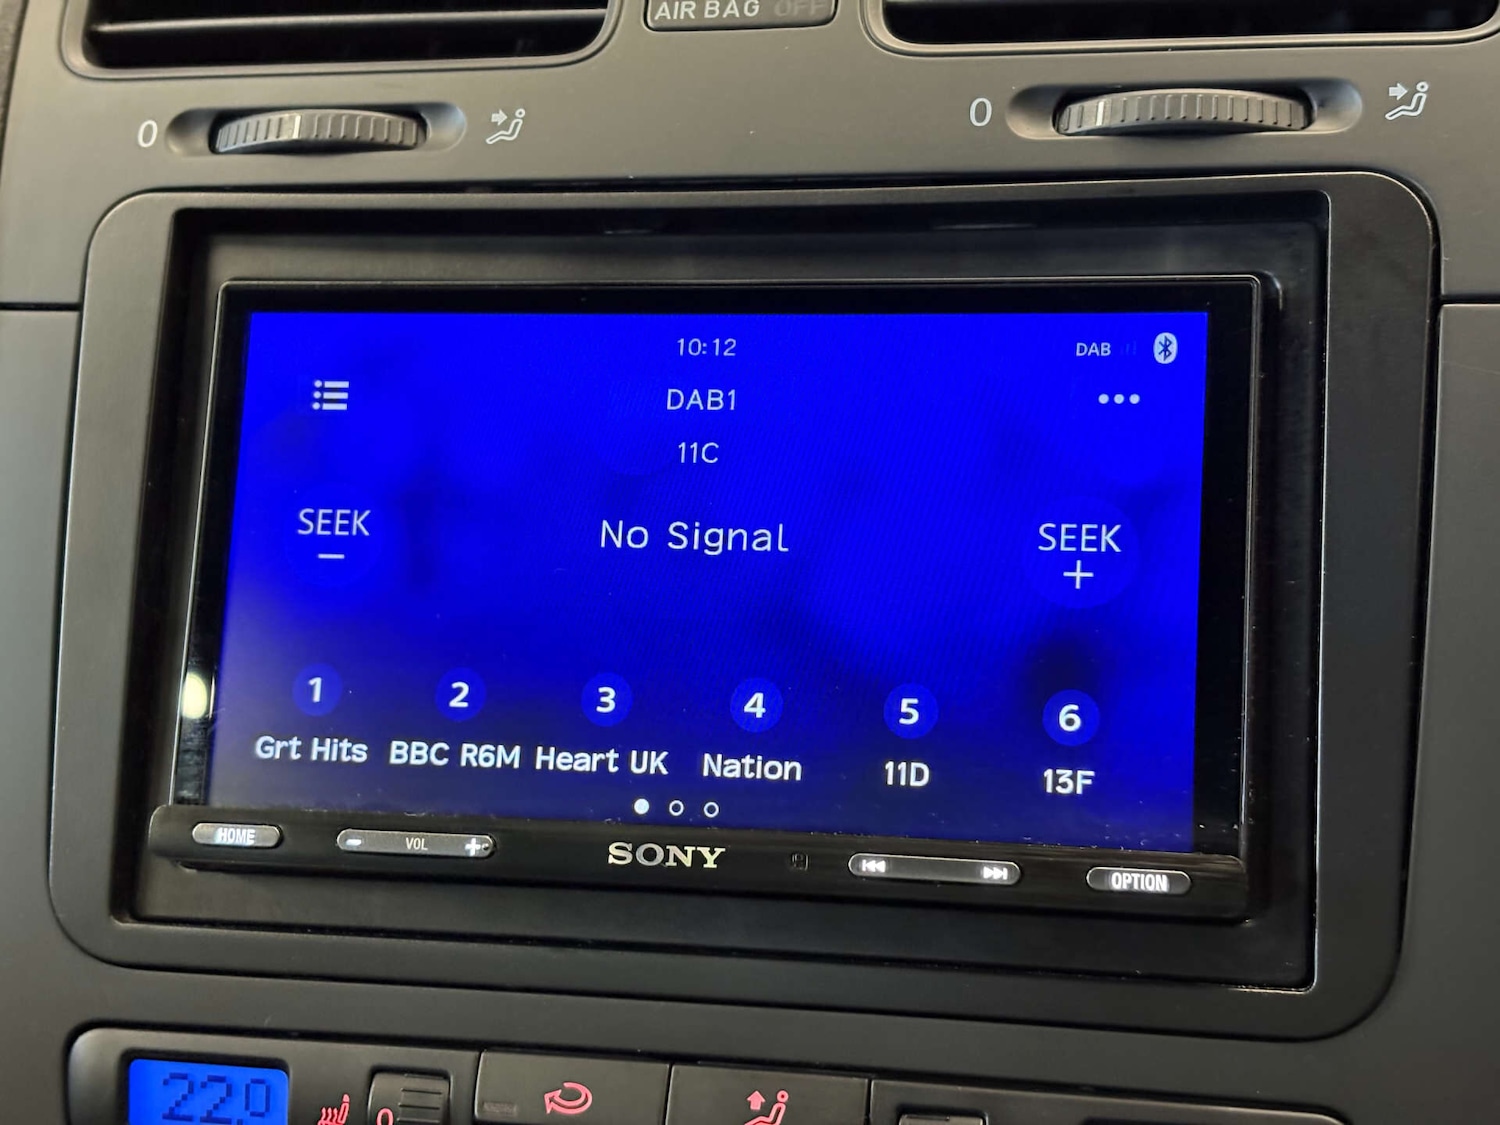 AIR BAG OFF
0
0
10:12
DAB
DAB1
11C
SEEK
−
No Signal
SEEK
+
1
2
3
4
5
6
Grt Hits
BBC R6M
Heart UK
Nation
11D
13F
HOME
- VOL +
SONY
OPTION
22.0
0